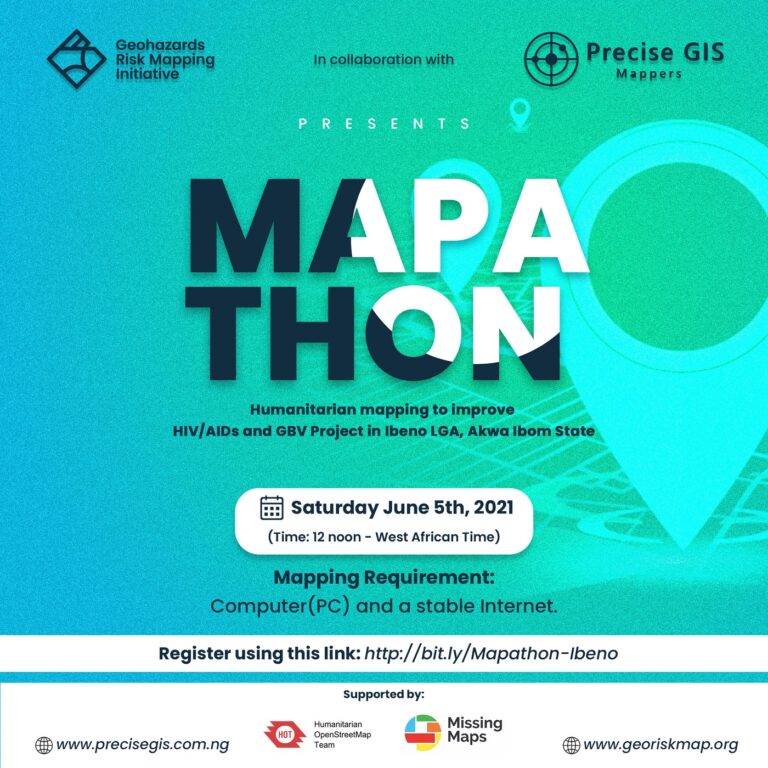 Geohazards
Risk Mapping
Initiative
In collaboration with
Precise GIS
Mappers
PRESENTS
MAPA
THON
Humanitarian mapping to improve
HIV/AIDs and GBV Project in Ibeno LGA, Akwa Ibom State
Saturday June 5th, 2021
(Time: 12 noon - West African Time)
Mapping Requirement:
Computer(PC) and a stable Internet.
Register using this link: http://bit.ly/Mapathon-Ibeno
Supported by:
www.precisegis.com.ng
HOT
Humanitarian
OpenStreetMap
Team
Missing
Maps
www.georiskmap.org